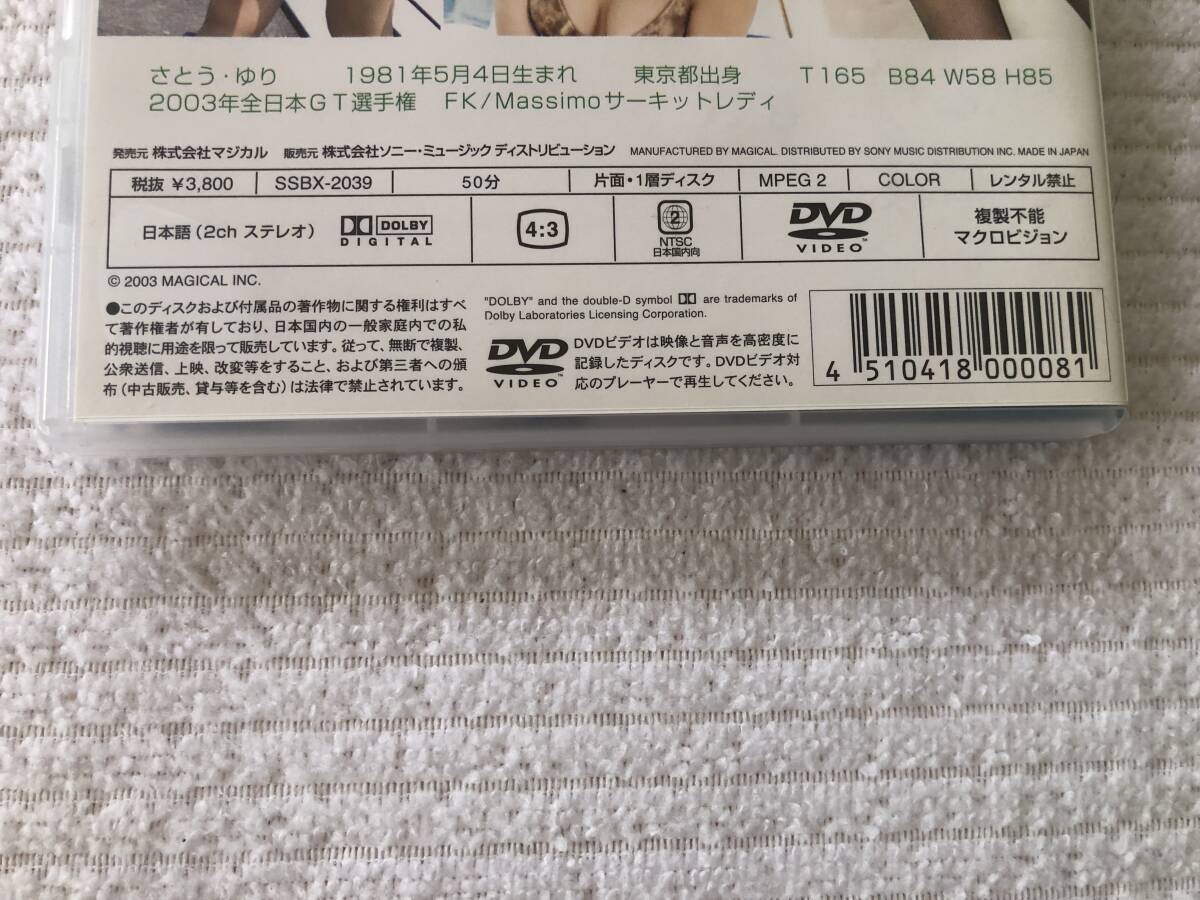 さとう・ゆり 1981年5月4日生まれ 東京都出身 T165 B84 W58 H85
2003年全日本GT選手権 FK/Massimoサーキットレディ
発売元 株式会社マジカル 販売元 株式会社ソニー・ミュージック ディストリビューション MANUFACTURED BY MAGICAL. DISTRIBUTED BY SONY MUSIC DISTRIBUTION INC. MADE IN JAPAN
税抜 ¥3,800 SSBX-2039 50分 片面・1層ディスク MPEG 2 COLOR レンタル禁止
日本語(2ch ステレオ) DOLBY DIGITAL 4:3 2 NTSC 日本国内向 DVD VIDEO™ 複製不能 マクロビジョン
© 2003 MAGICAL INC.
●このディスクおよび付属品の著作物に関する権利はすべ
て著作権者が有しており、日本国内の一般家庭内での私
的視聴に用途を限って販売しています。従って、無断で複製、
公衆送信、上映、改変等をすること、および第三者への頒
布(中古販売、貸与等を含む)は法律で禁止されています。
"DOLBY" and the double-D symbol are trademarks of
Dolby Laboratories Licensing Corporation.
DVD VIDEO™
DVDビデオは映像と音声を高密度に
記録したディスクです。DVDビデオ対
応のプレーヤーで再生してください。
4 510418 000081